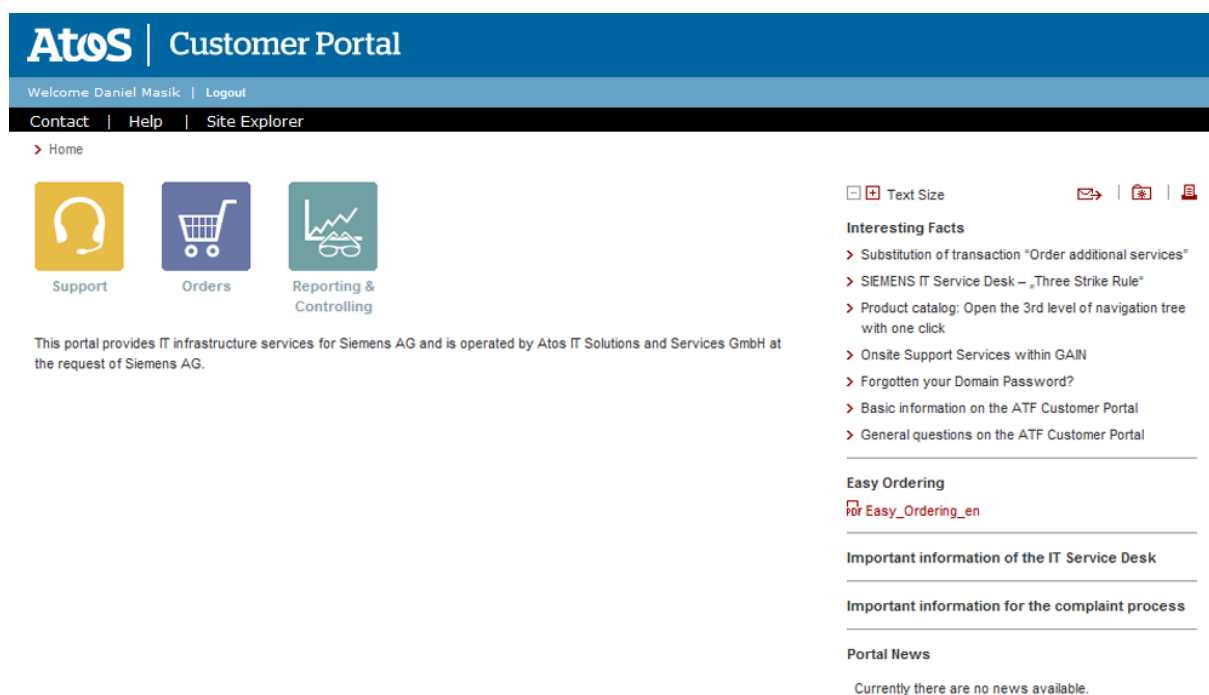 Atos | Customer Portal
Welcome Daniel Masik | Logout
Contact | Help | Site Explorer
Home
Support
Orders
Reporting &
Controlling
This portal provides IT infrastructure services for Siemens AG and is operated by Atos IT Solutions and Services GmbH at
the request of Siemens AG.
Text Size
Interesting Facts
Substitution of transaction “Order additional services”
SIEMENS IT Service Desk – „Three Strike Rule“
Product catalog: Open the 3rd level of navigation tree
with one click
Onsite Support Services within GAIN
Forgotten your Domain Password?
Basic information on the ATF Customer Portal
General questions on the ATF Customer Portal
Easy Ordering
PDF Easy_Ordering_en
Important information of the IT Service Desk
Important information for the complaint process
Portal News
Currently there are no news available.